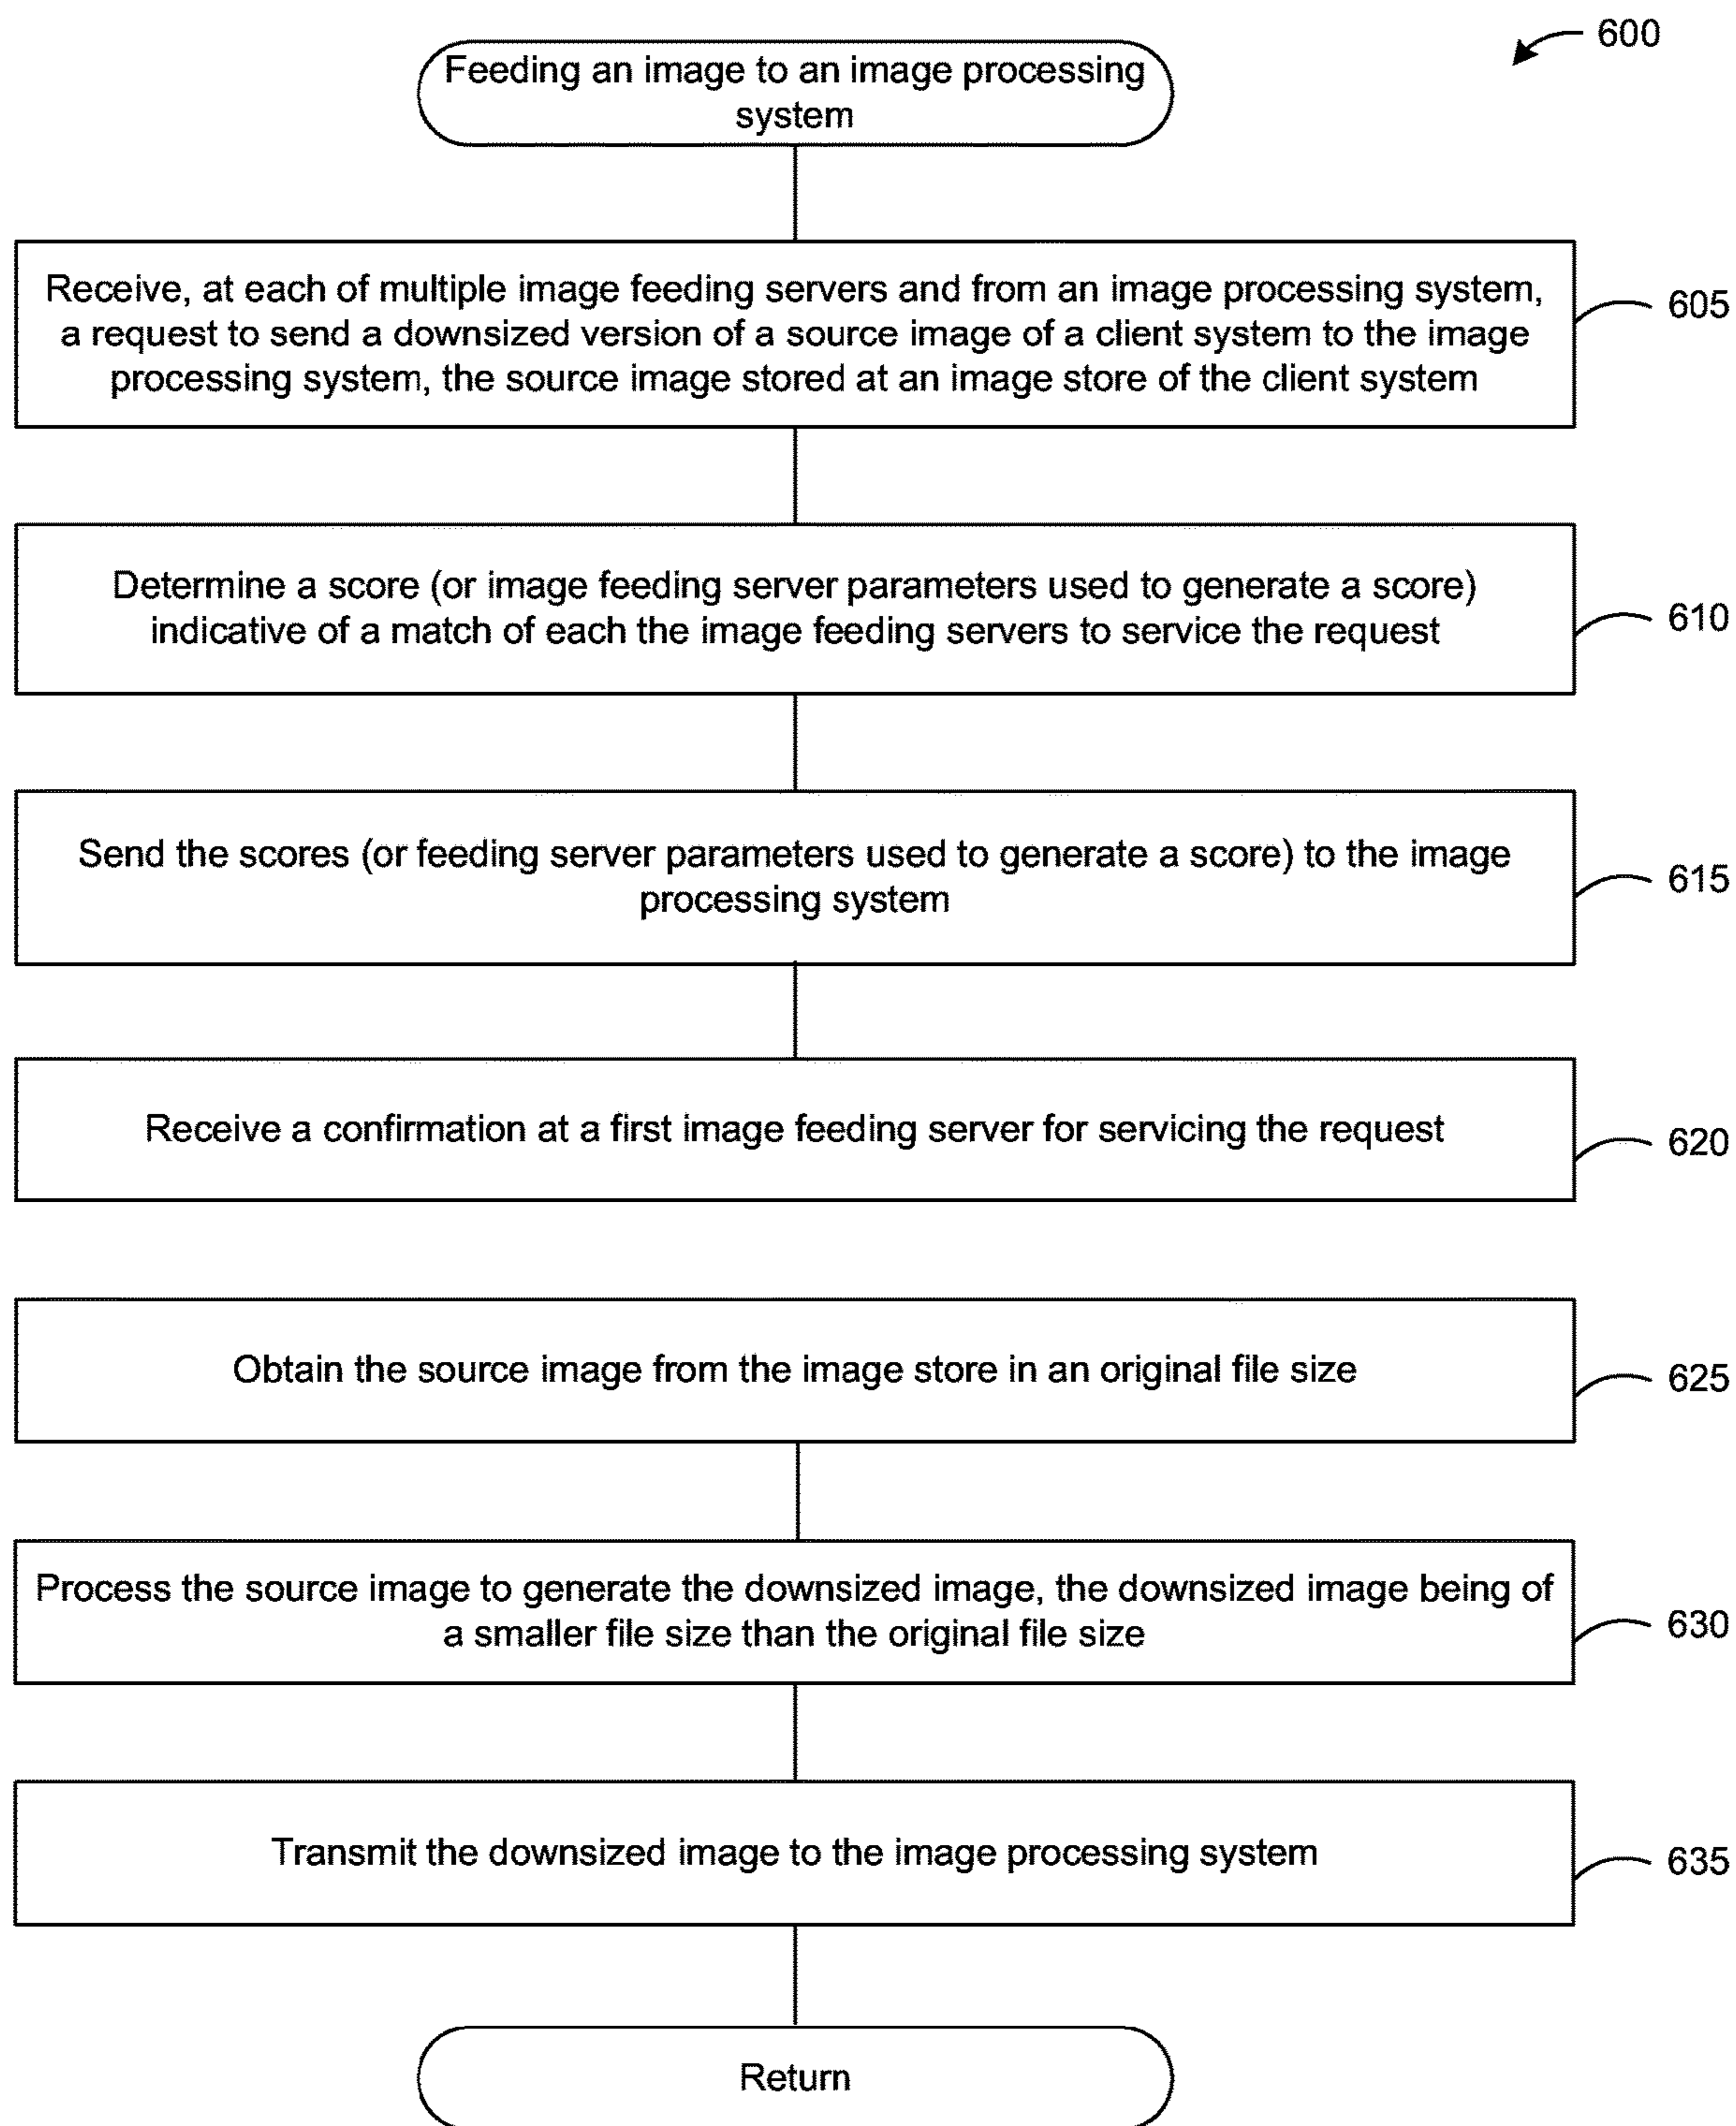 600
Feeding an image to an image processing
system
Receive, at each of multiple image feeding servers and from an image processing system,
a request to send a downsized version of a source image of a client system to the image
processing system, the source image stored at an image store of the client system
605
Determine a score (or image feeding server parameters used to generate a score)
indicative of a match of each the image feeding servers to service the request
610
Send the scores (or feeding server parameters used to generate a score) to the image
processing system
615
Receive a confirmation at a first image feeding server for servicing the request
620
Obtain the source image from the image store in an original file size
625
Process the source image to generate the downsized image, the downsized image being of
a smaller file size than the original file size
630
Transmit the downsized image to the image processing system
635
Return